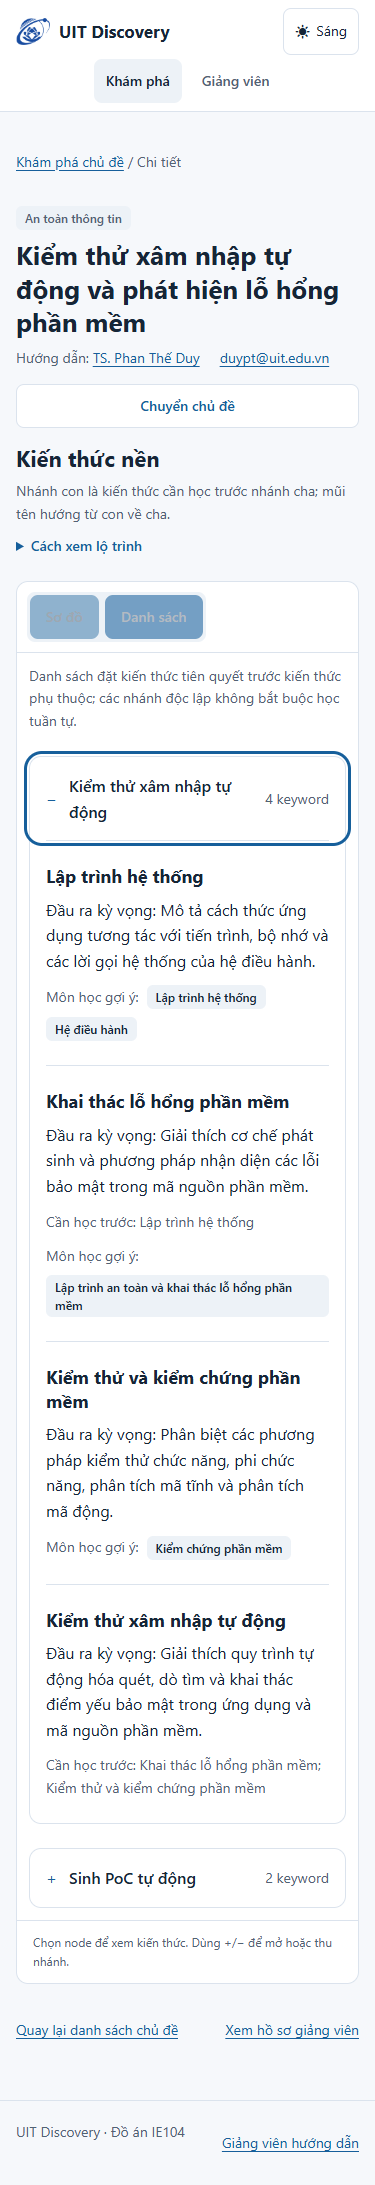 UIT Discovery
Sáng
Khám phá
Giảng viên
Khám phá chủ đề / Chi tiết
An toàn thông tin
Kiểm thử xâm nhập tự
động và phát hiện lỗ hổng
phần mềm
Hướng dẫn: TS. Phan Thế Duy duypt@uit.edu.vn
Chuyển chủ đề
Kiến thức nền
Nhánh con là kiến thức cần học trước nhánh cha; mũi
tên hướng từ con về cha.
Cách xem lộ trình
Sơ đồ
Danh sách
Danh sách đặt kiến thức tiên quyết trước kiến thức
phụ thuộc; các nhánh độc lập không bắt buộc học
tuần tự.
− Kiểm thử xâm nhập tự
động
4 keyword
Lập trình hệ thống
Đầu ra kỳ vọng: Mô tả cách thức ứng
dụng tương tác với tiến trình, bộ nhớ và
các lời gọi hệ thống của hệ điều hành.
Môn học gợi ý: Lập trình hệ thống
Hệ điều hành
Khai thác lỗ hổng phần mềm
Đầu ra kỳ vọng: Giải thích cơ chế phát
sinh và phương pháp nhận diện các lỗi
bảo mật trong mã nguồn phần mềm.
Cần học trước: Lập trình hệ thống
Môn học gợi ý:
Lập trình an toàn và khai thác lỗ hổng phần
mềm
Kiểm thử và kiểm chứng phần
mềm
Đầu ra kỳ vọng: Phân biệt các phương
pháp kiểm thử chức năng, phi chức
năng, phân tích mã tĩnh và phân tích
mã động.
Môn học gợi ý: Kiểm chứng phần mềm
Kiểm thử xâm nhập tự động
Đầu ra kỳ vọng: Giải thích quy trình tự
động hóa quét, dò tìm và khai thác
điểm yếu bảo mật trong ứng dụng và
mã nguồn phần mềm.
Cần học trước: Khai thác lỗ hổng phần mềm;
Kiểm thử và kiểm chứng phần mềm
+ Sinh PoC tự động
2 keyword
Chọn node để xem kiến thức. Dùng +/− để mở hoặc thu
nhánh.
Quay lại danh sách chủ đề
Xem hồ sơ giảng viên
UIT Discovery · Đồ án IE104
Giảng viên hướng dẫn